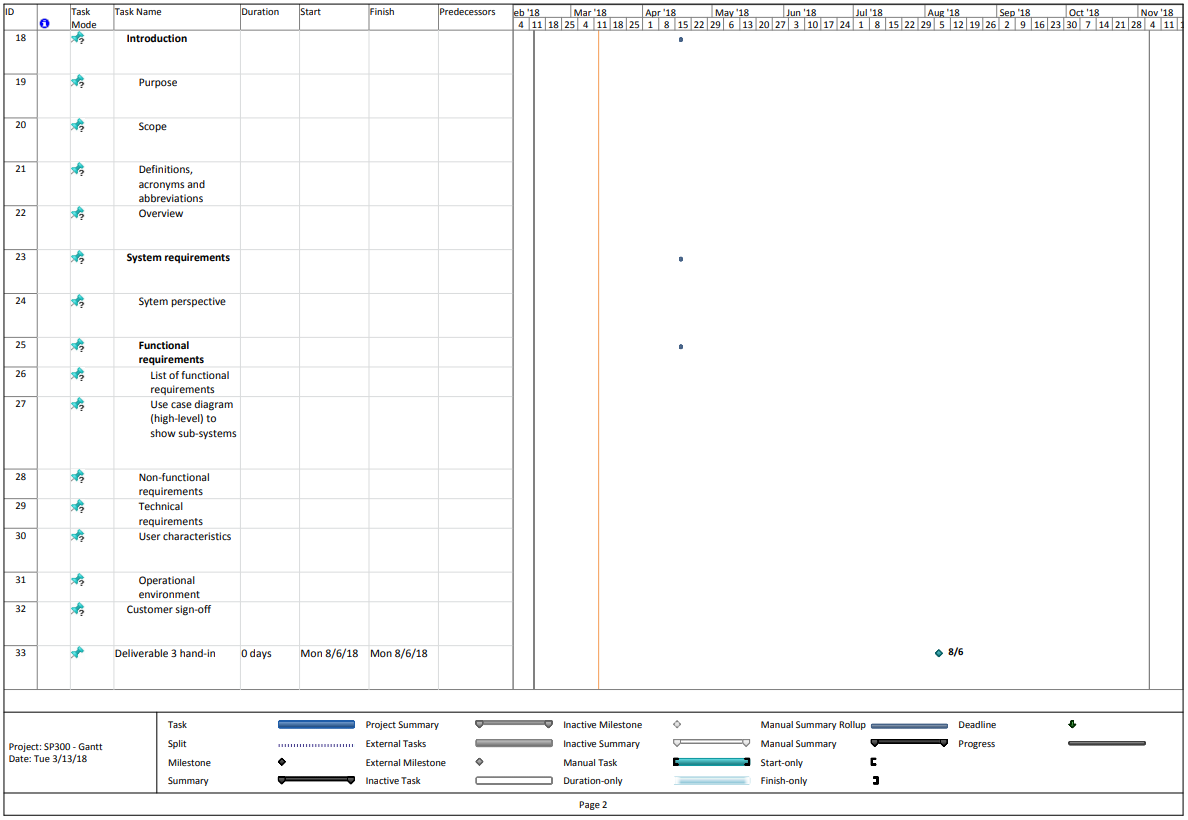 ID Task Mode Task Name Duration Start Finish Predecessors
eb '18 Mar '18 Apr '18 May '18 Jun '18 Jul '18 Aug '18 Sep '18 Oct '18 Nov '18
4 11 18 25 4 11 18 25 1 8 15 22 29 6 13 20 27 3 10 17 24 1 8 15 22 29 5 12 19 26 2 9 16 23 30 7 14 21 28 4 11
18 Introduction
19 Purpose
20 Scope
21 Definitions,
acronyms and
abbreviations
22 Overview
23 System requirements
24 Sytem perspective
25 Functional
requirements
26 List of functional
requirements
27 Use case diagram
(high-level) to
show sub-systems
28 Non-functional
requirements
29 Technical
requirements
30 User characteristics
31 Operational
environment
32 Customer sign-off
33 Deliverable 3 hand-in 0 days Mon 8/6/18 Mon 8/6/18 8/6
Project: SP300 - Gantt
Date: Tue 3/13/18
Task Project Summary Inactive Milestone Manual Summary Rollup Deadline
Split External Tasks Inactive Summary Manual Summary Progress
Milestone External Milestone Manual Task Start-only
Summary Inactive Task Duration-only Finish-only
Page 2